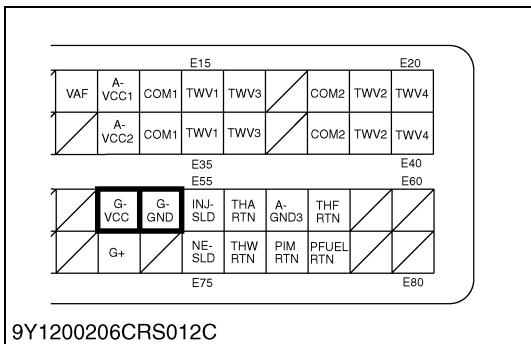 E15 E20
VAF A-VCC1 COM1 TWV1 TWV3 COM2 TWV2 TWV4
A-VCC2 COM1 TWV1 TWV3 COM2 TWV2 TWV4
E35 E40
E55 E60
G-VCC G-GND INJ-SLD THA RTN A-GND3 THF RTN
G+ NE-SLD THW RTN PIM RTN PFUEL RTN
E75 E80
9Y1200206CRS012C